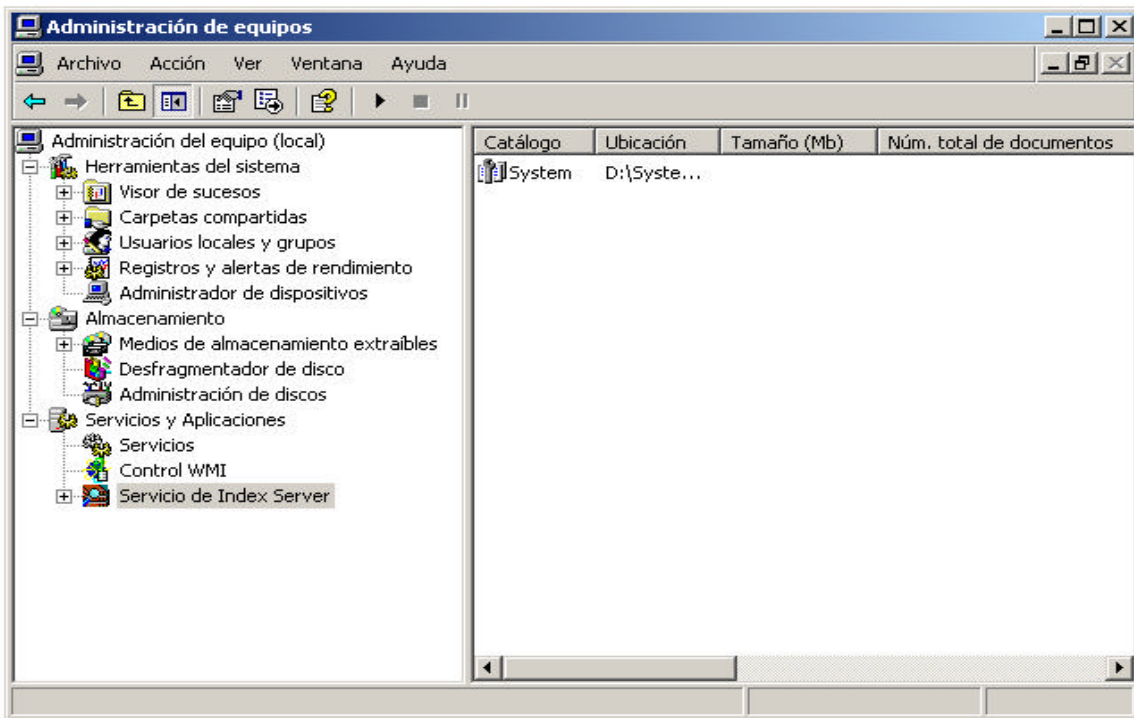 Administración de equipos
Archivo Acción Ver Ventana Ayuda
Administración del equipo (local)
Herramientas del sistema
Visor de sucesos
Carpetas compartidas
Usuarios locales y grupos
Registros y alertas de rendimiento
Administrador de dispositivos
Almacenamiento
Medios de almacenamiento extraíbles
Desfragmentador de disco
Administración de discos
Servicios y Aplicaciones
Servicios
Control WMI
Servicio de Index Server
Catálogo Ubicación Tamaño (Mb) Núm. total de documentos
System D:\Syste...